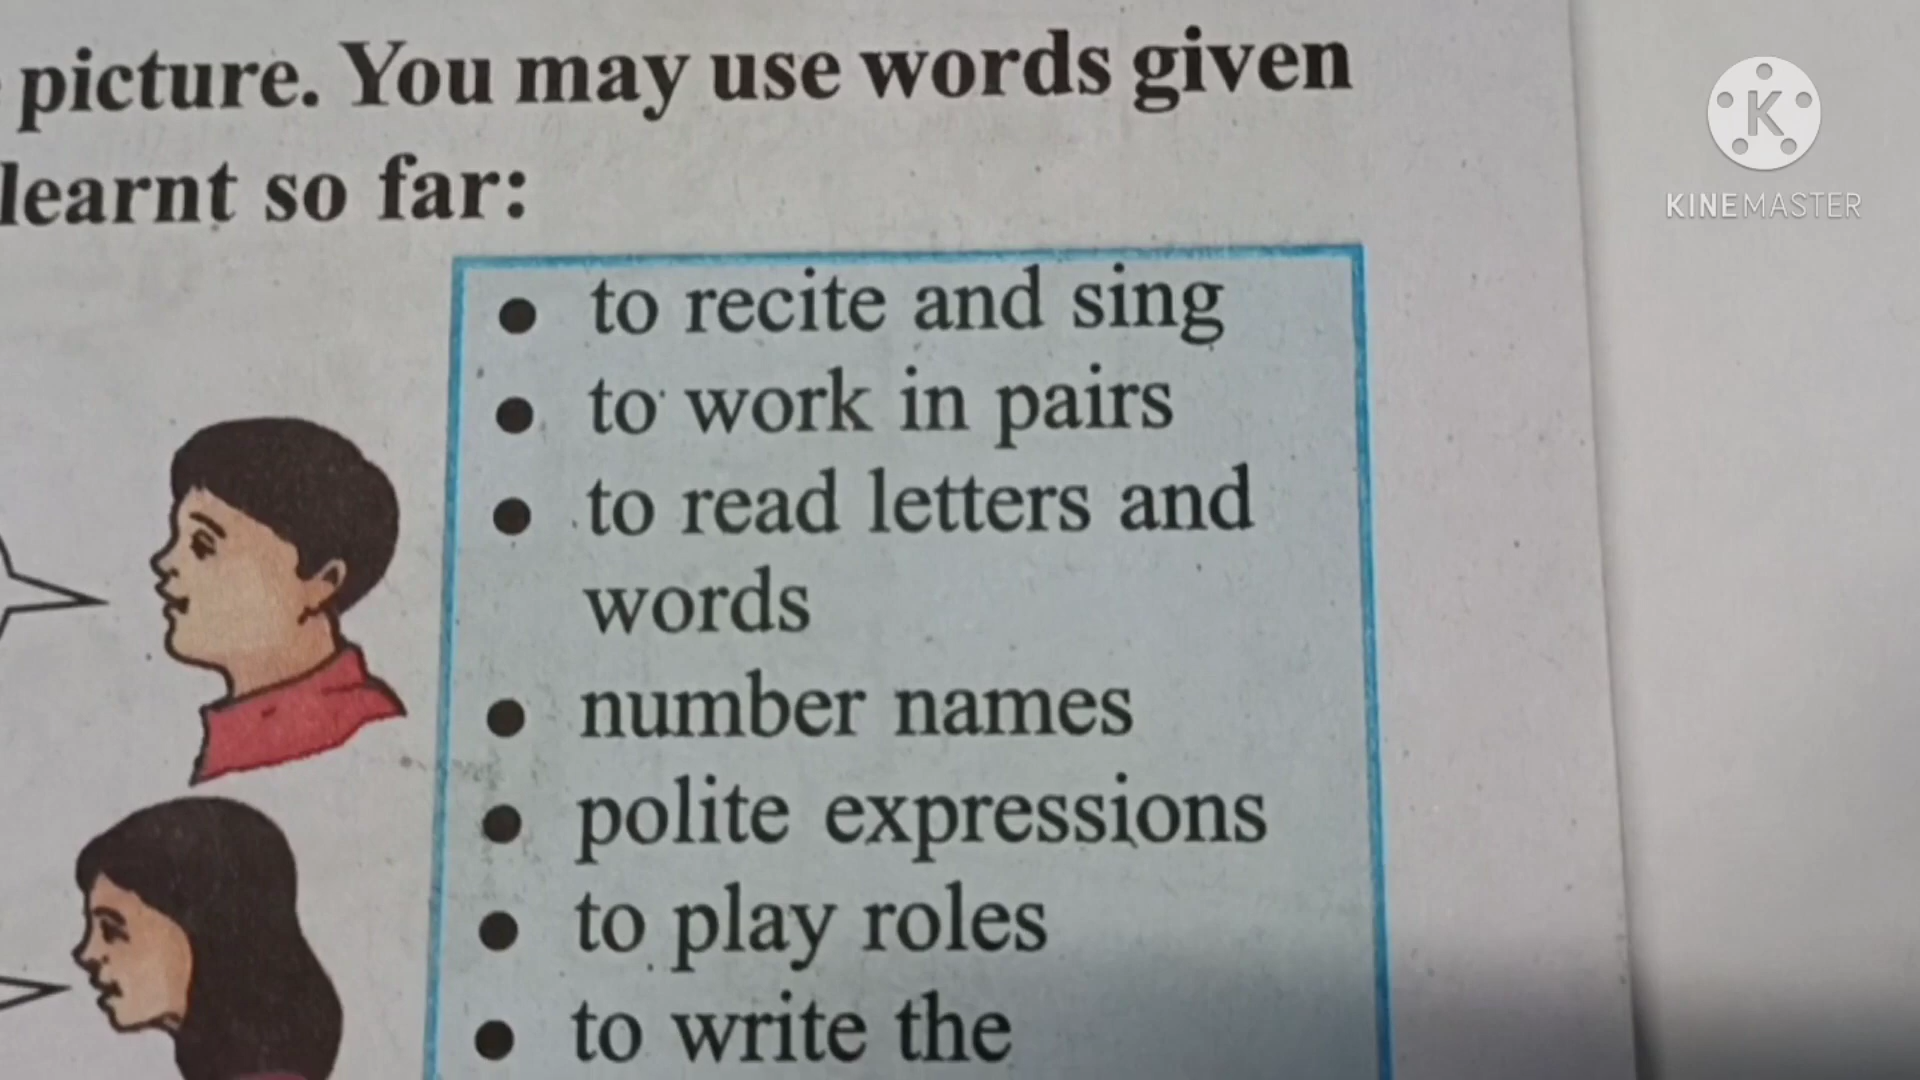 picture. You may use words given
learnt so far:
• to recite and sing
• to work in pairs
• to read letters and
words
• number names
• polite expressions
• to play roles
• to write the
K
KINEMASTER